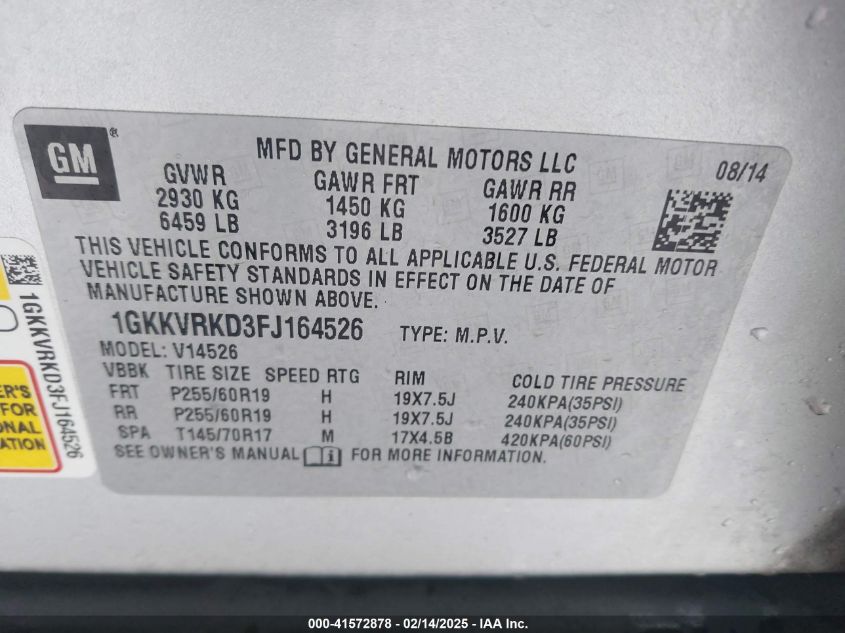 GM
®
MFD BY GENERAL MOTORS LLC
08/14
GVWR GAWR FRT GAWR RR
2930 KG 1450 KG 1600 KG
6459 LB 3196 LB 3527 LB
THIS VEHICLE CONFORMS TO ALL APPLICABLE U.S. FEDERAL MOTOR
VEHICLE SAFETY STANDARDS IN EFFECT ON THE DATE OF
MANUFACTURE SHOWN ABOVE.
1GKKVRKD3FJ164526 TYPE: M.P.V.
MODEL: V14526
VBBK TIRE SIZE SPEED RTG RIM COLD TIRE PRESSURE
FRT P255/60R19 H 19X7.5J 240KPA(35PSI)
RR P255/60R19 H 19X7.5J 240KPA(35PSI)
SPA T145/70R17 M 17X4.5B 420KPA(60PSI)
SEE OWNER'S MANUAL i FOR MORE INFORMATION.
1GKKVRKD3FJ164526
ER'S
FOR
ONAL
ATION
000-41572878 - 02/14/2025 - IAA Inc.